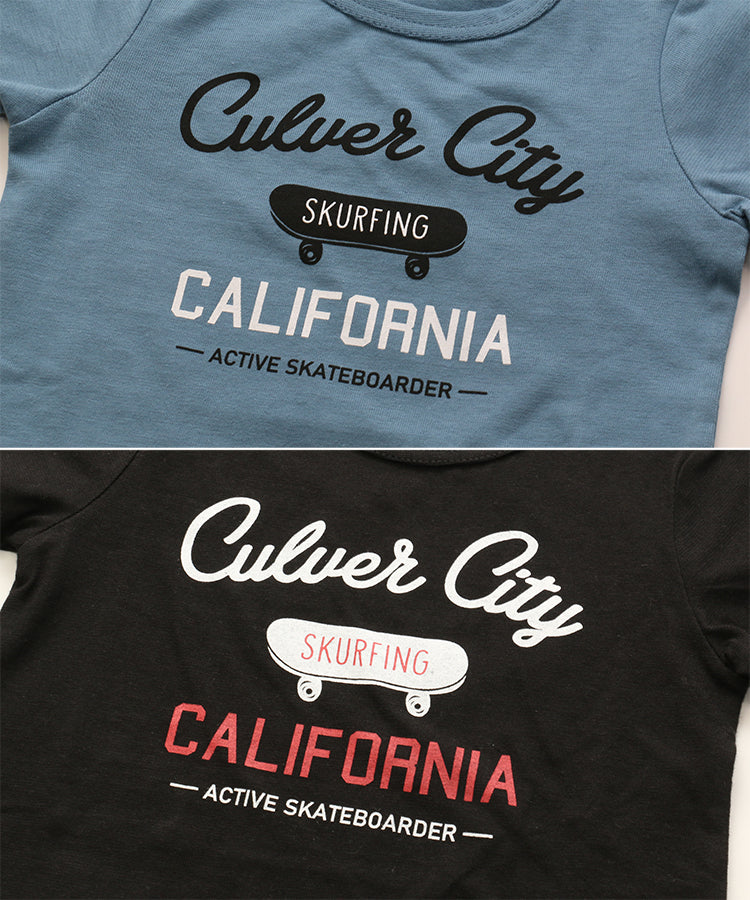 Culver City
SKURFING
CALIFORNIA
ACTIVE SKATEBOARDER
Culver City
SKURFING
CALIFORNIA
ACTIVE SKATEBOARDER